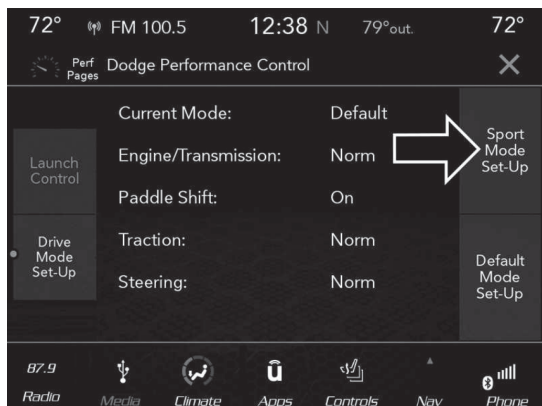 72° FM 100.5 12:38 N 79°out. 72°
Perf
Pages
Dodge Performance Control
Current Mode: Default
Engine/Transmission: Norm
Paddle Shift: On
Traction: Norm
Steering: Norm
Launch
Control
Drive
Mode
Set-Up
Sport
Mode
Set-Up
Default
Mode
Set-Up
87.9
Radio Media Climate Apps Controls Nav Phone